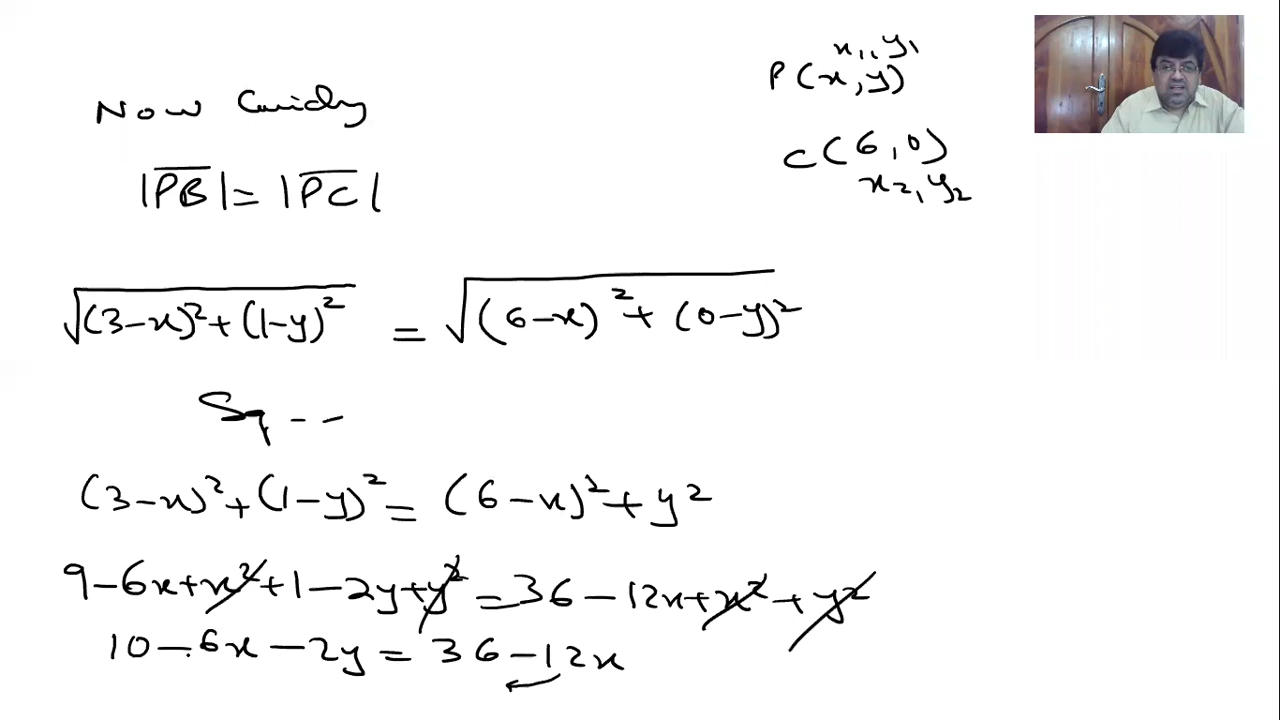 x₁, y₁
P(x, y)
Now
C(6, 0)
x₂, y₂
|PB| = |PC|
√(3-x)²+(1-y)² = √(6-x)²+(0-y)²
Sq --
(3-x)²+(1-y)² = (6-x)²+y²
9-6x+x²+1-2y+y² = 36-12x+x²+y²
10-6x-2y = 36-12x